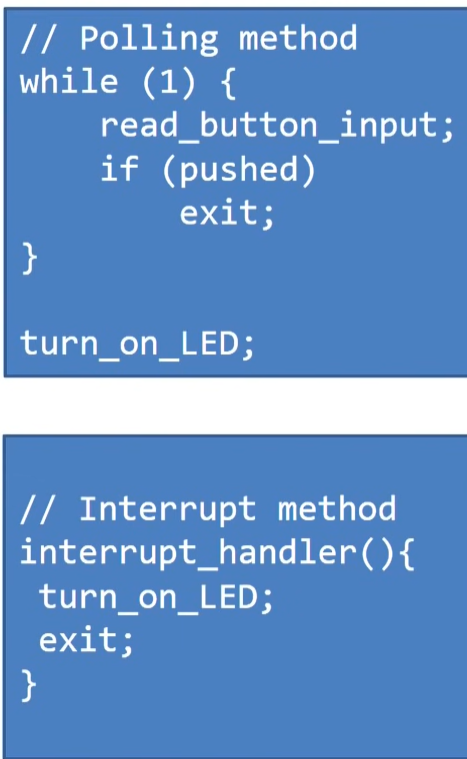 // Polling method
while (1) {
    read_button_input;
    if (pushed)
        exit;
}
turn_on_LED;
// Interrupt method
interrupt_handler(){
 turn_on_LED;
 exit;
}